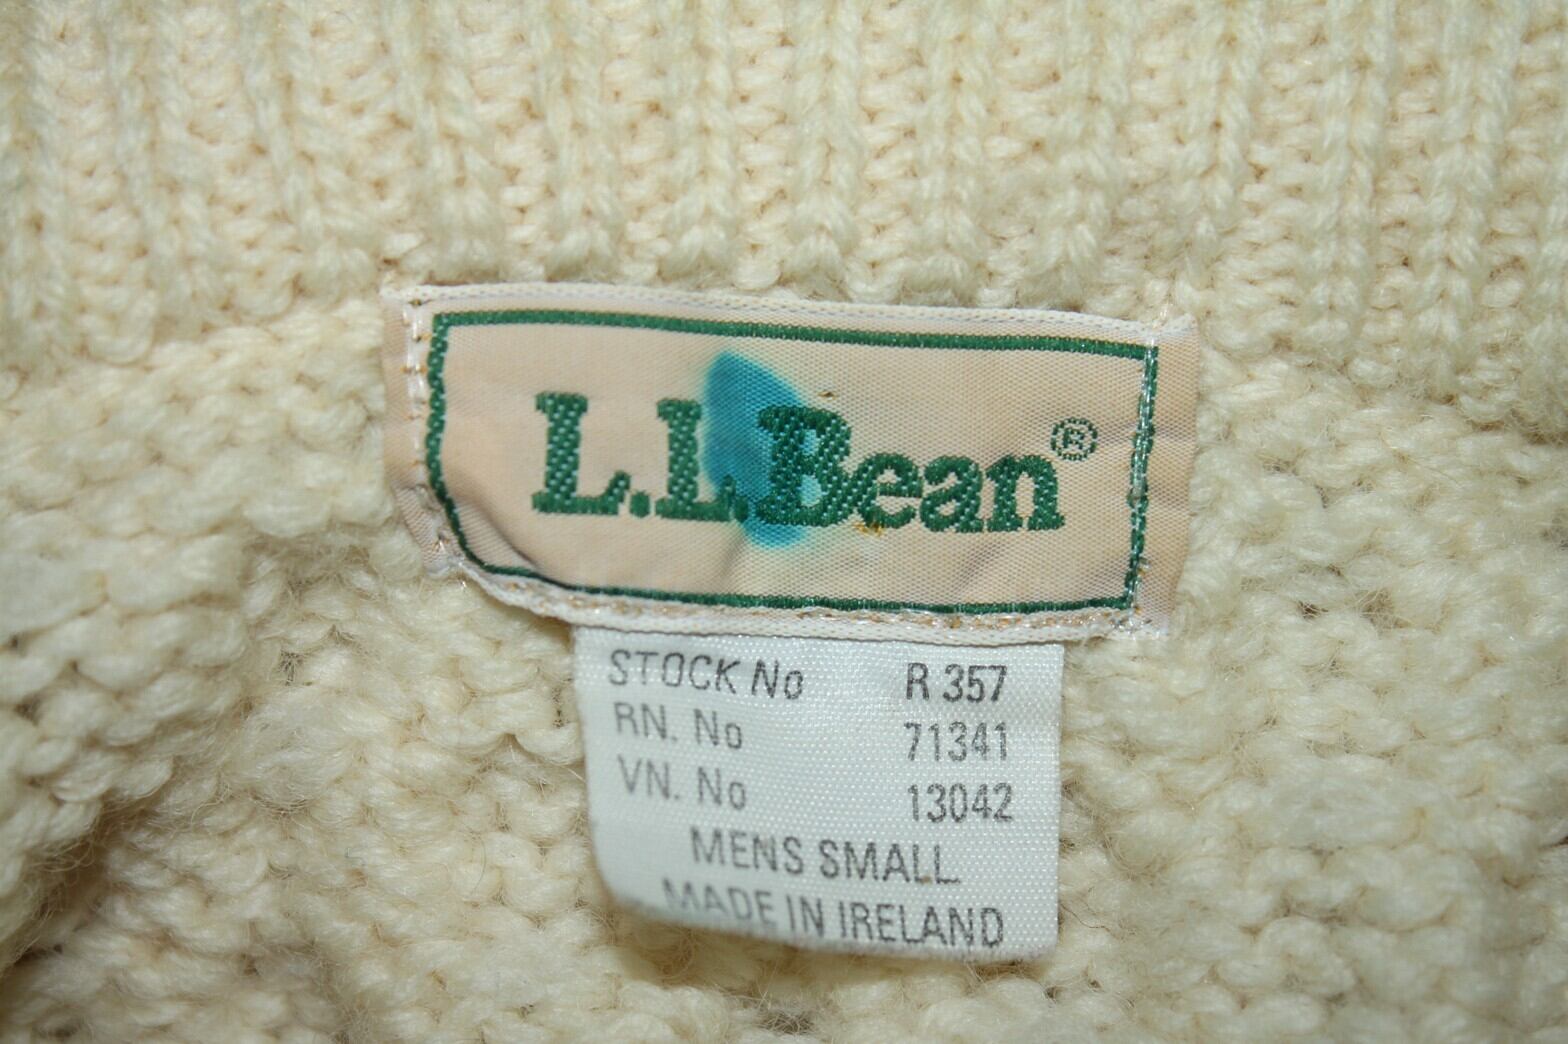 L.L.Bean®
STOCK No R 357
RN. No 71341
VN. No 13042
MENS SMALL
MADE IN IRELAND